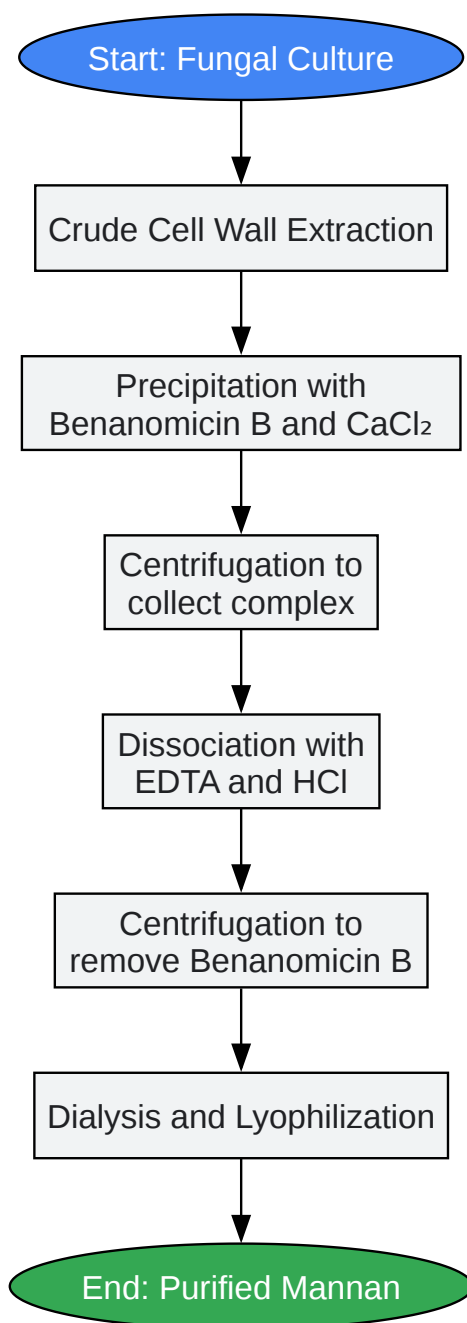 Start: Fungal Culture
Crude Cell Wall Extraction
Precipitation with
Benanomicin B and CaCl₂
Centrifugation to
collect complex
Dissociation with
EDTA and HCl
Centrifugation to
remove Benanomicin B
Dialysis and Lyophilization
End: Purified Mannan